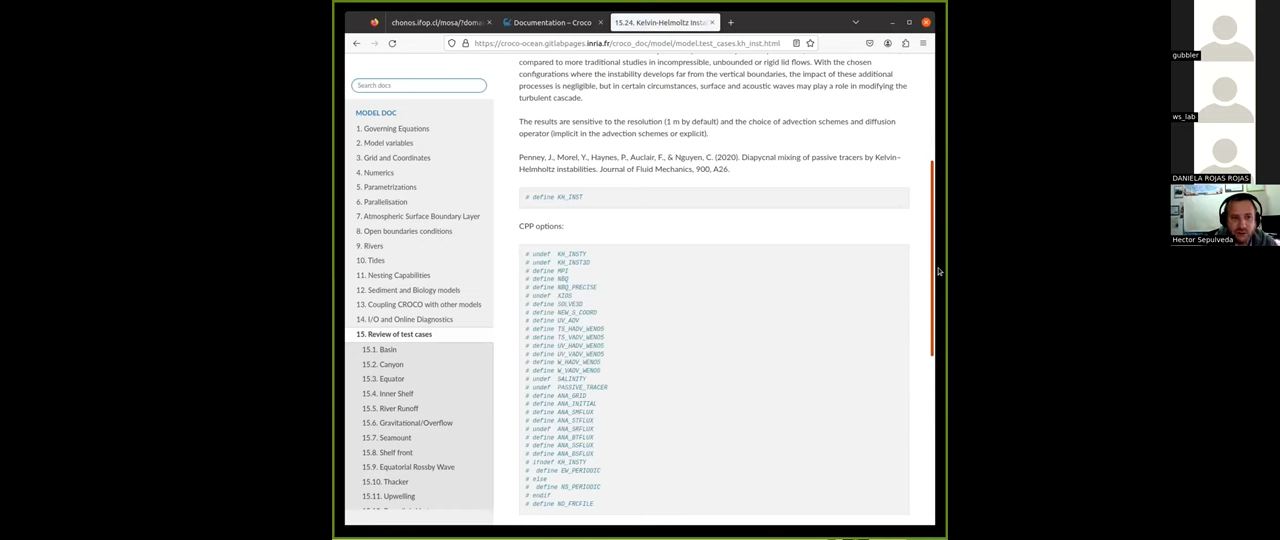 chonos.ifop.cl/mosa/?doma
Documentation – Croco
15.24. Kelvin-Helmoltz Insta
https://croco-ocean.gitlabpages.inria.fr/croco_doc/model/model.test_cases.kh_inst.html
Search docs
MODEL DOC
1. Governing Equations
2. Model variables
3. Grid and Coordinates
4. Numerics
5. Parametrizations
6. Parallelisation
7. Atmospheric Surface Boundary Layer
8. Open boundaries conditions
9. Rivers
10. Tides
11. Nesting Capabilities
12. Sediment and Biology models
13. Coupling CROCO with other models
14. I/O and Online Diagnostics
15. Review of test cases
15.1. Basin
15.2. Canyon
15.3. Equator
15.4. Inner Shelf
15.5. River Runoff
15.6. Gravitational/Overflow
15.7. Seamount
15.8. Shelf front
15.9. Equatorial Rossby Wave
15.10. Thacker
15.11. Upwelling
compared to more traditional studies in incompressible, unbounded or rigid lid flows. With the chosen
configurations where the instability develops far from the vertical boundaries, the impact of these additional
processes is negligible, but in certain circumstances, surface and acoustic waves may play a role in modifying the
turbulent cascade.
The results are sensitive to the resolution (1 m by default) and the choice of advection schemes and diffusion
operator (implicit in the advection schemes or explicit).
Penney, J., Morel, Y., Haynes, P., Auclair, F., & Nguyen, C. (2020). Diapycnal mixing of passive tracers by Kelvin–
Helmholtz instabilities. Journal of Fluid Mechanics, 900, A26.
# define KH_INST
CPP options:
# undef  KH_INSTY
# undef  KH_INST3D
# define MPI
# define NBQ
# define NBQ_PRECISE
# undef  XIOS
# define SOLVE3D
# define NEW_S_COORD
# define UV_ADV
# define TS_HADV_WENO5
# define TS_VADV_WENO5
# define UV_HADV_WENO5
# define UV_VADV_WENO5
# define W_HADV_WENO5
# define W_VADV_WENO5
# undef  SALINITY
# undef  PASSIVE_TRACER
# define ANA_GRID
# define ANA_INITIAL
# define ANA_SMFLUX
# define ANA_STFLUX
# undef  ANA_SRFLUX
# define ANA_BTFLUX
# define ANA_SSFLUX
# define ANA_BSFLUX
# ifndef KH_INSTY
#  define EW_PERIODIC
# else
#  define NS_PERIODIC
# endif
# define NO_FRCFILE
gubbler
ws_lab
DANIELA ROJAS ROJAS
Hector Sepulveda